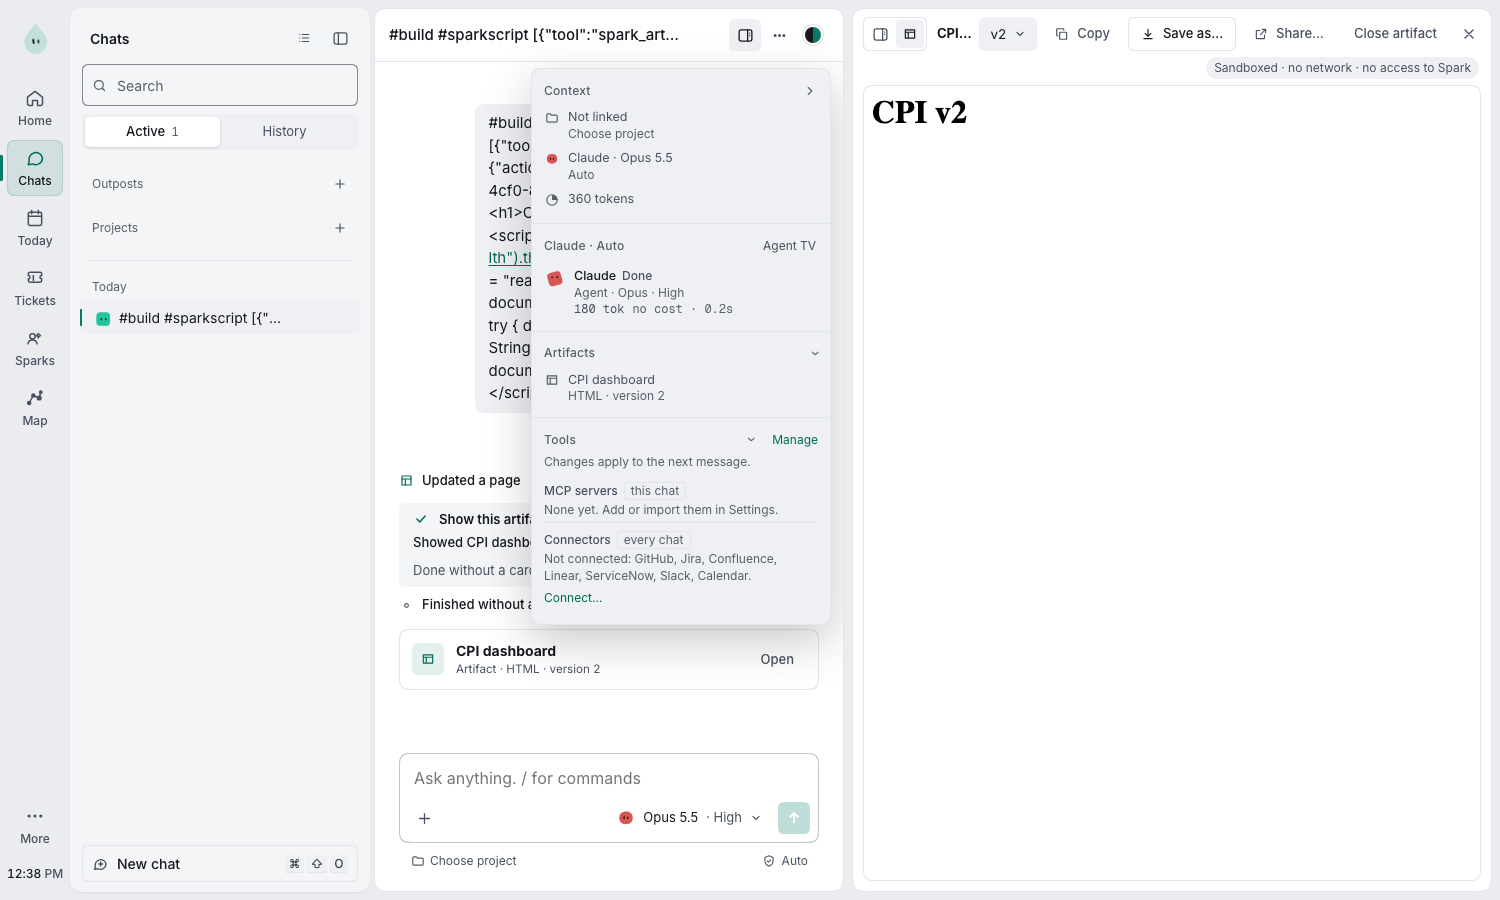 Home
Chats
Today
Tickets
Sparks
Map
More
12:38 PM
Chats
Search
Active 1
History
Outposts
Projects
Today
#build #sparkscript [{"...
New chat
⌘ ⇧ O
#build #sparkscript [{"tool":"spark_art...
#build
[{"too
{"actio
4cf0-
<h1>C
<scrip
lth").th
= "rea
docum
try { d
String
docum
</scri
Context
Not linked
Choose project
Claude · Opus 5.5
Auto
360 tokens
Claude · Auto
Agent TV
Claude Done
Agent · Opus · High
180 tok no cost · 0.2s
Artifacts
CPI dashboard
HTML · version 2
Tools
Manage
Changes apply to the next message.
MCP servers this chat
None yet. Add or import them in Settings.
Connectors every chat
Not connected: GitHub, Jira, Confluence,
Linear, ServiceNow, Slack, Calendar.
Connect...
Updated a page
Show this artifa
Showed CPI dashb
Done without a card
Finished without a
CPI dashboard
Artifact · HTML · version 2
Open
Ask anything. / for commands
Opus 5.5 · High
Choose project
Auto
CPI...
v2
Copy
Save as...
Share...
Close artifact
Sandboxed · no network · no access to Spark
CPI v2